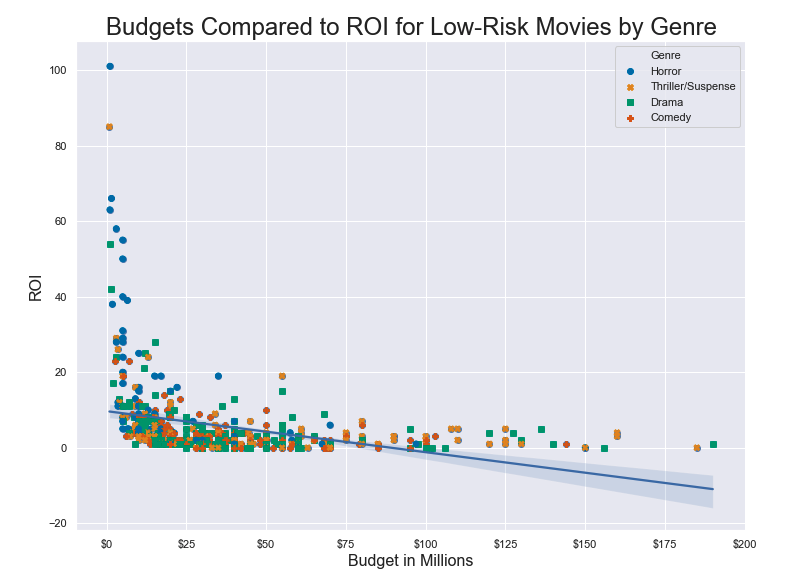 Budgets Compared to ROI for Low-Risk Movies by Genre
Genre
Horror
Thriller/Suspense
Drama
Comedy
100
80
60
40
20
0
−20
ROI
$0 $25 $50 $75 $100 $125 $150 $175 $200
Budget in Millions